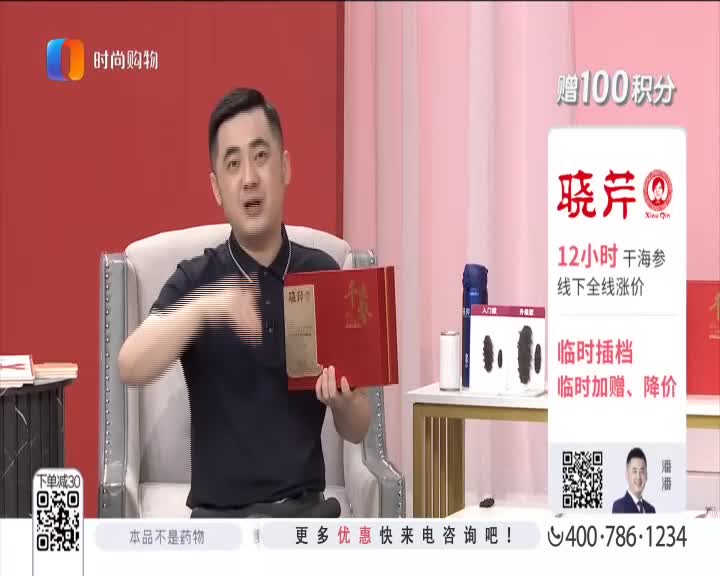 时尚购物
赠100积分
晓芹
Xiao Qin
12小时 干海参
线下全线涨价
临时插档
临时加赠、降价
潘潘
晓芹
入门款
升级款
下单减30
本品不是药物
更多优惠快来电咨询吧！
400·786·1234